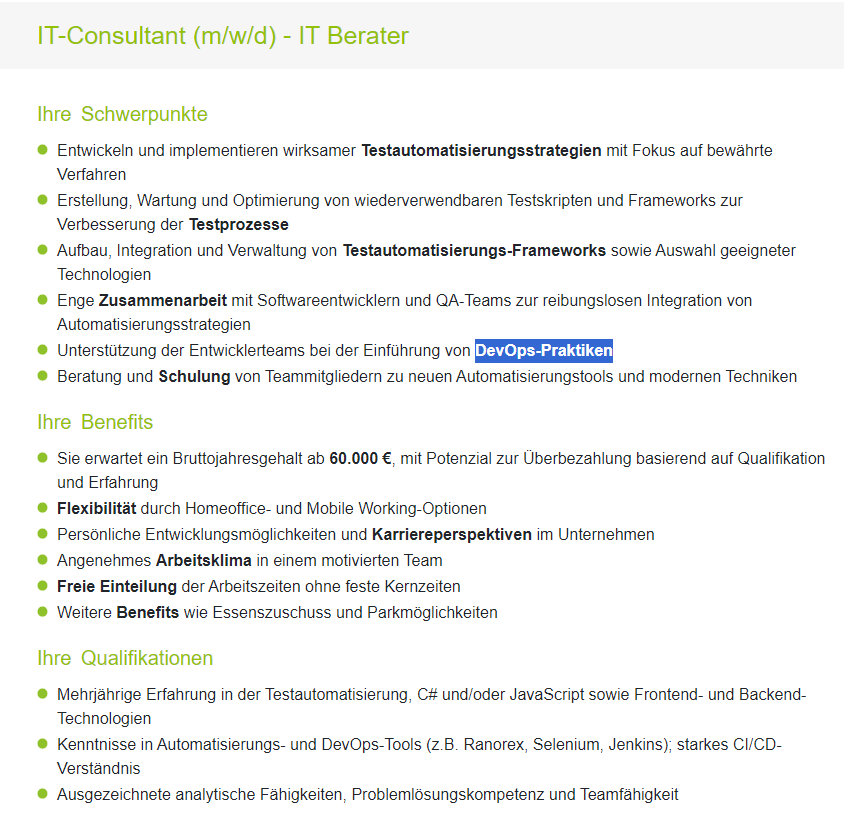 IT-Consultant (m/w/d) - IT Berater
Ihre Schwerpunkte
Entwickeln und implementieren wirksamer Testautomatisierungsstrategien mit Fokus auf bewährte
Verfahren
Erstellung, Wartung und Optimierung von wiederverwendbaren Testskripten und Frameworks zur
Verbesserung der Testprozesse
Aufbau, Integration und Verwaltung von Testautomatisierungs-Frameworks sowie Auswahl geeigneter
Technologien
Enge Zusammenarbeit mit Softwareentwicklern und QA-Teams zur reibungslosen Integration von
Automatisierungsstrategien
Unterstützung der Entwicklerteams bei der Einführung von DevOps-Praktiken
Beratung und Schulung von Teammitgliedern zu neuen Automatisierungstools und modernen Techniken
Ihre Benefits
Sie erwartet ein Bruttojahresgehalt ab 60.000 €, mit Potenzial zur Überbezahlung basierend auf Qualifikation
und Erfahrung
Flexibilität durch Homeoffice- und Mobile Working-Optionen
Persönliche Entwicklungsmöglichkeiten und Karriereperspektiven im Unternehmen
Angenehmes Arbeitsklima in einem motivierten Team
Freie Einteilung der Arbeitszeiten ohne feste Kernzeiten
Weitere Benefits wie Essenszuschuss und Parkmöglichkeiten
Ihre Qualifikationen
Mehrjährige Erfahrung in der Testautomatisierung, C# und/oder JavaScript sowie Frontend- und Backend-
Technologien
Kenntnisse in Automatisierungs- und DevOps-Tools (z.B. Ranorex, Selenium, Jenkins); starkes CI/CD-
Verständnis
Ausgezeichnete analytische Fähigkeiten, Problemlösungskompetenz und Teamfähigkeit